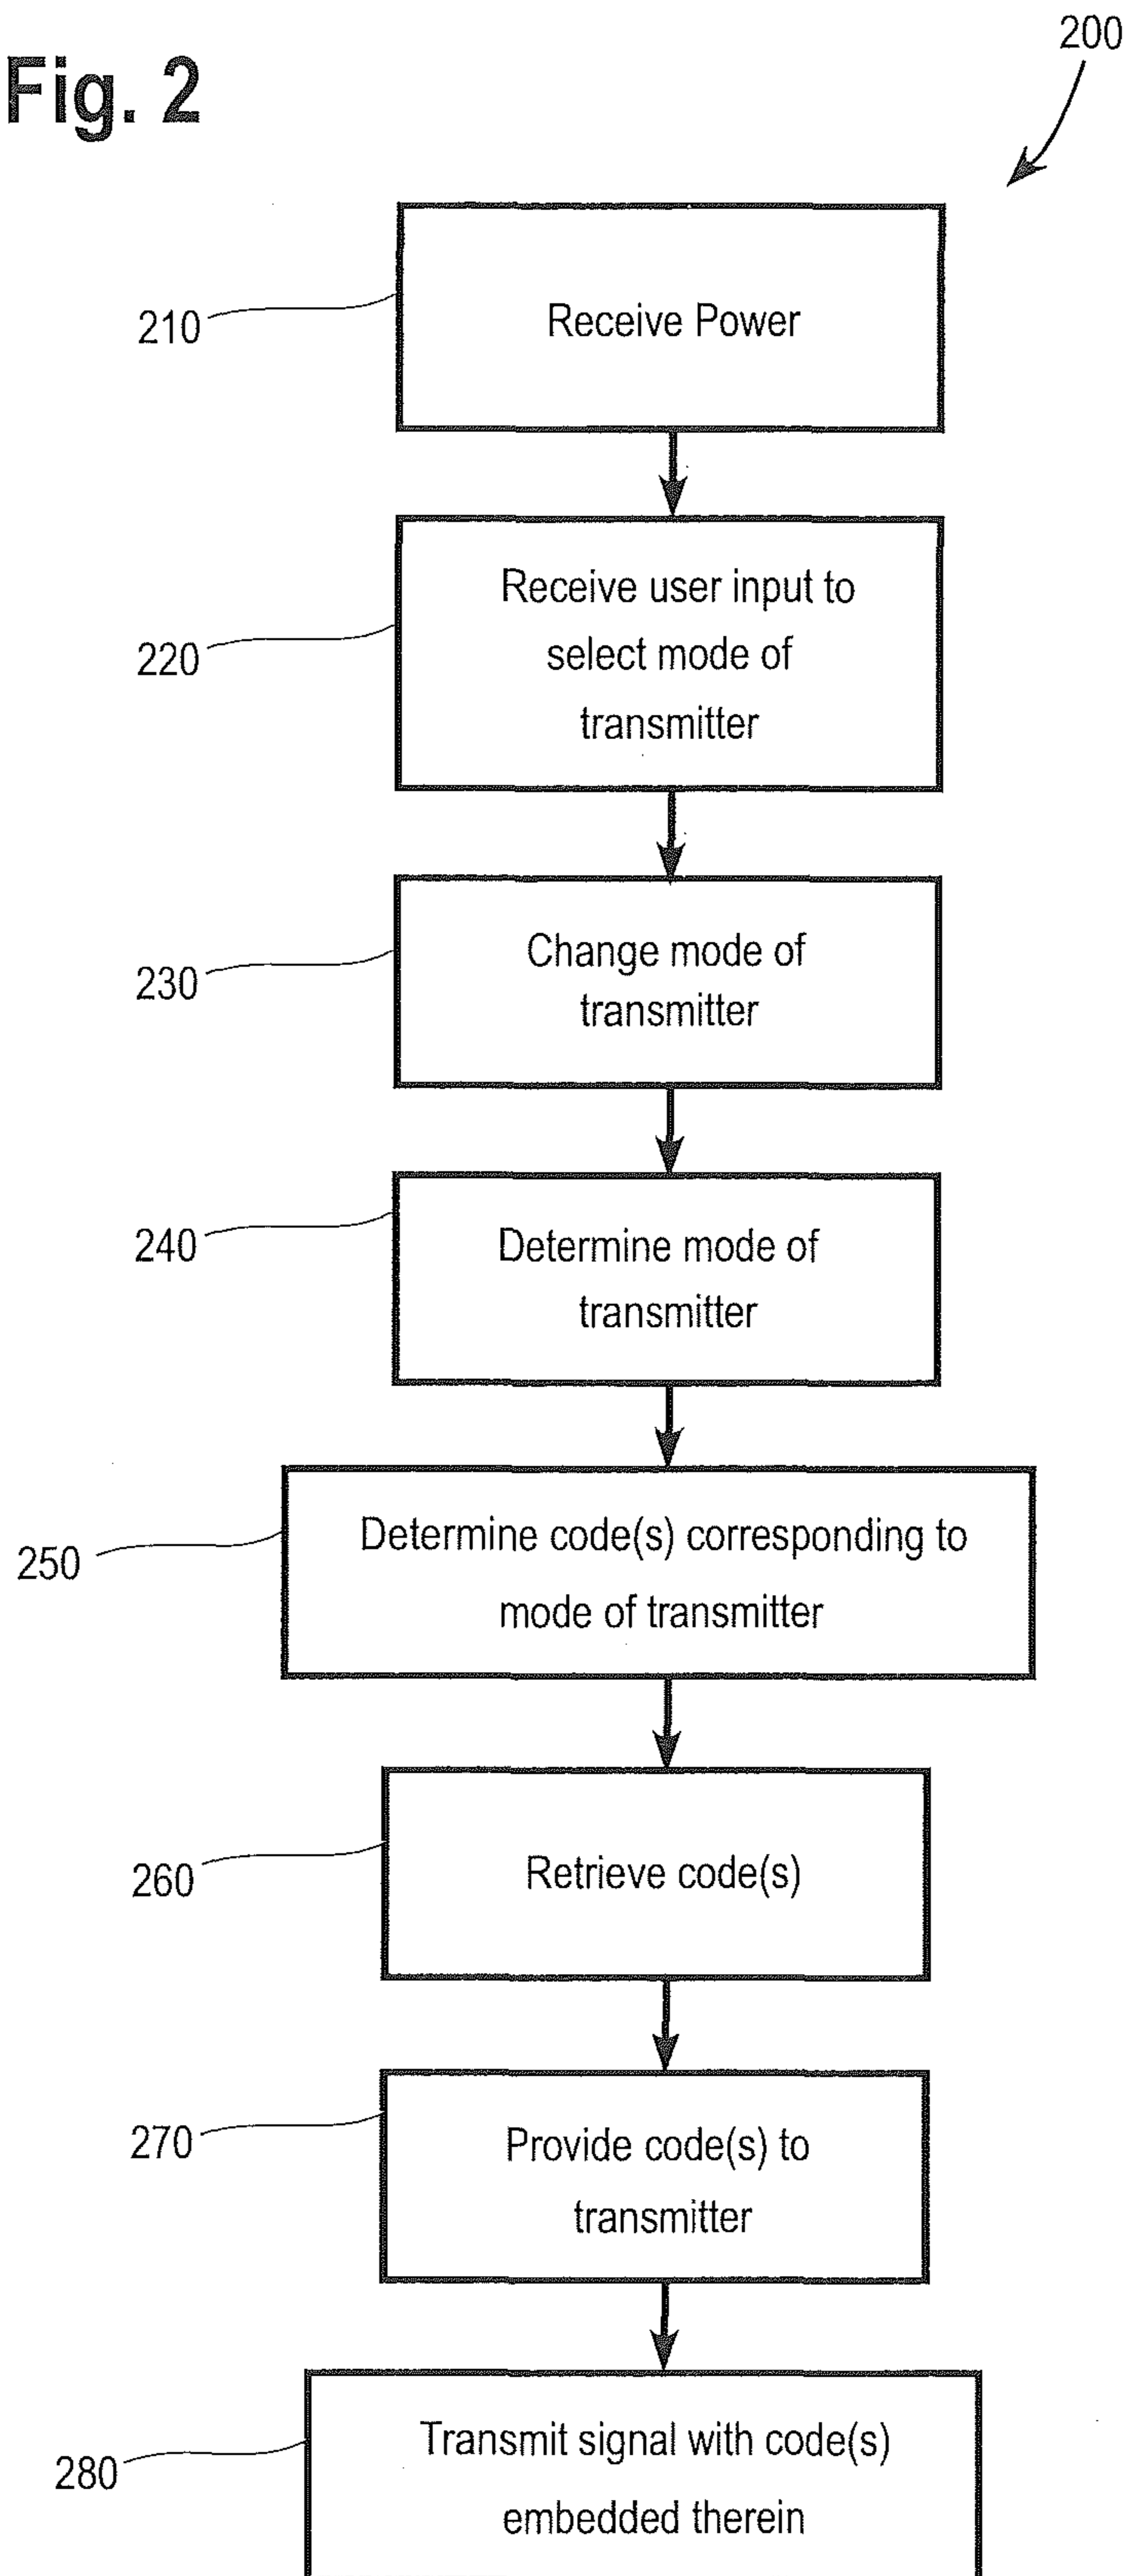 Fig. 2
200
210
Receive Power
220
Receive user input to
select mode of
transmitter
230
Change mode of
transmitter
240
Determine mode of
transmitter
250
Determine code(s) corresponding to
mode of transmitter
260
Retrieve code(s)
270
Provide code(s) to
transmitter
280
Transmit signal with code(s)
embedded therein